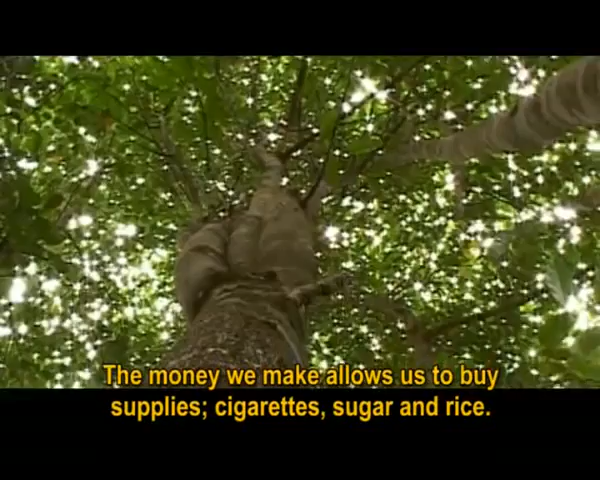 The money we make allows us to buy
supplies; cigarettes, sugar and rice.